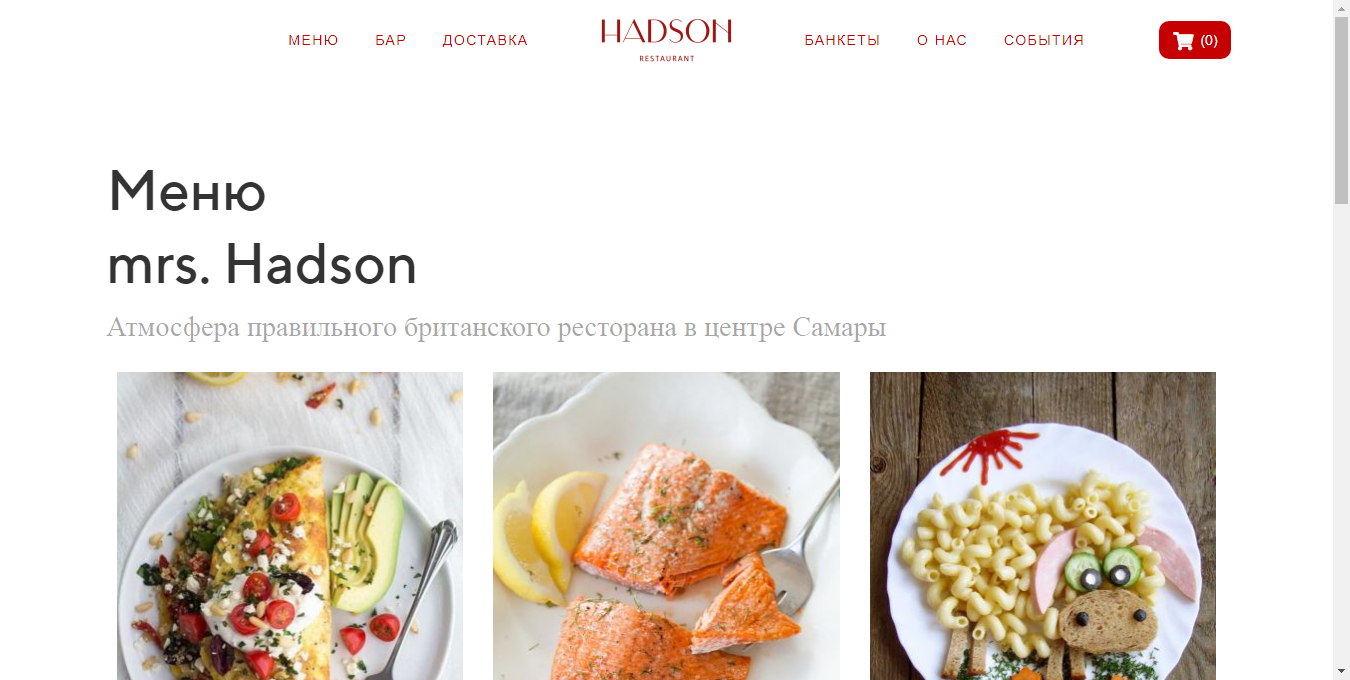 МЕНЮ БАР ДОСТАВКА HADSON БАНКЕТЫ О НАС СОБЫТИЯ (0)
RESTAURANT
Меню
mrs. Hadson
Атмосфера правильного британского ресторана в центре Самары